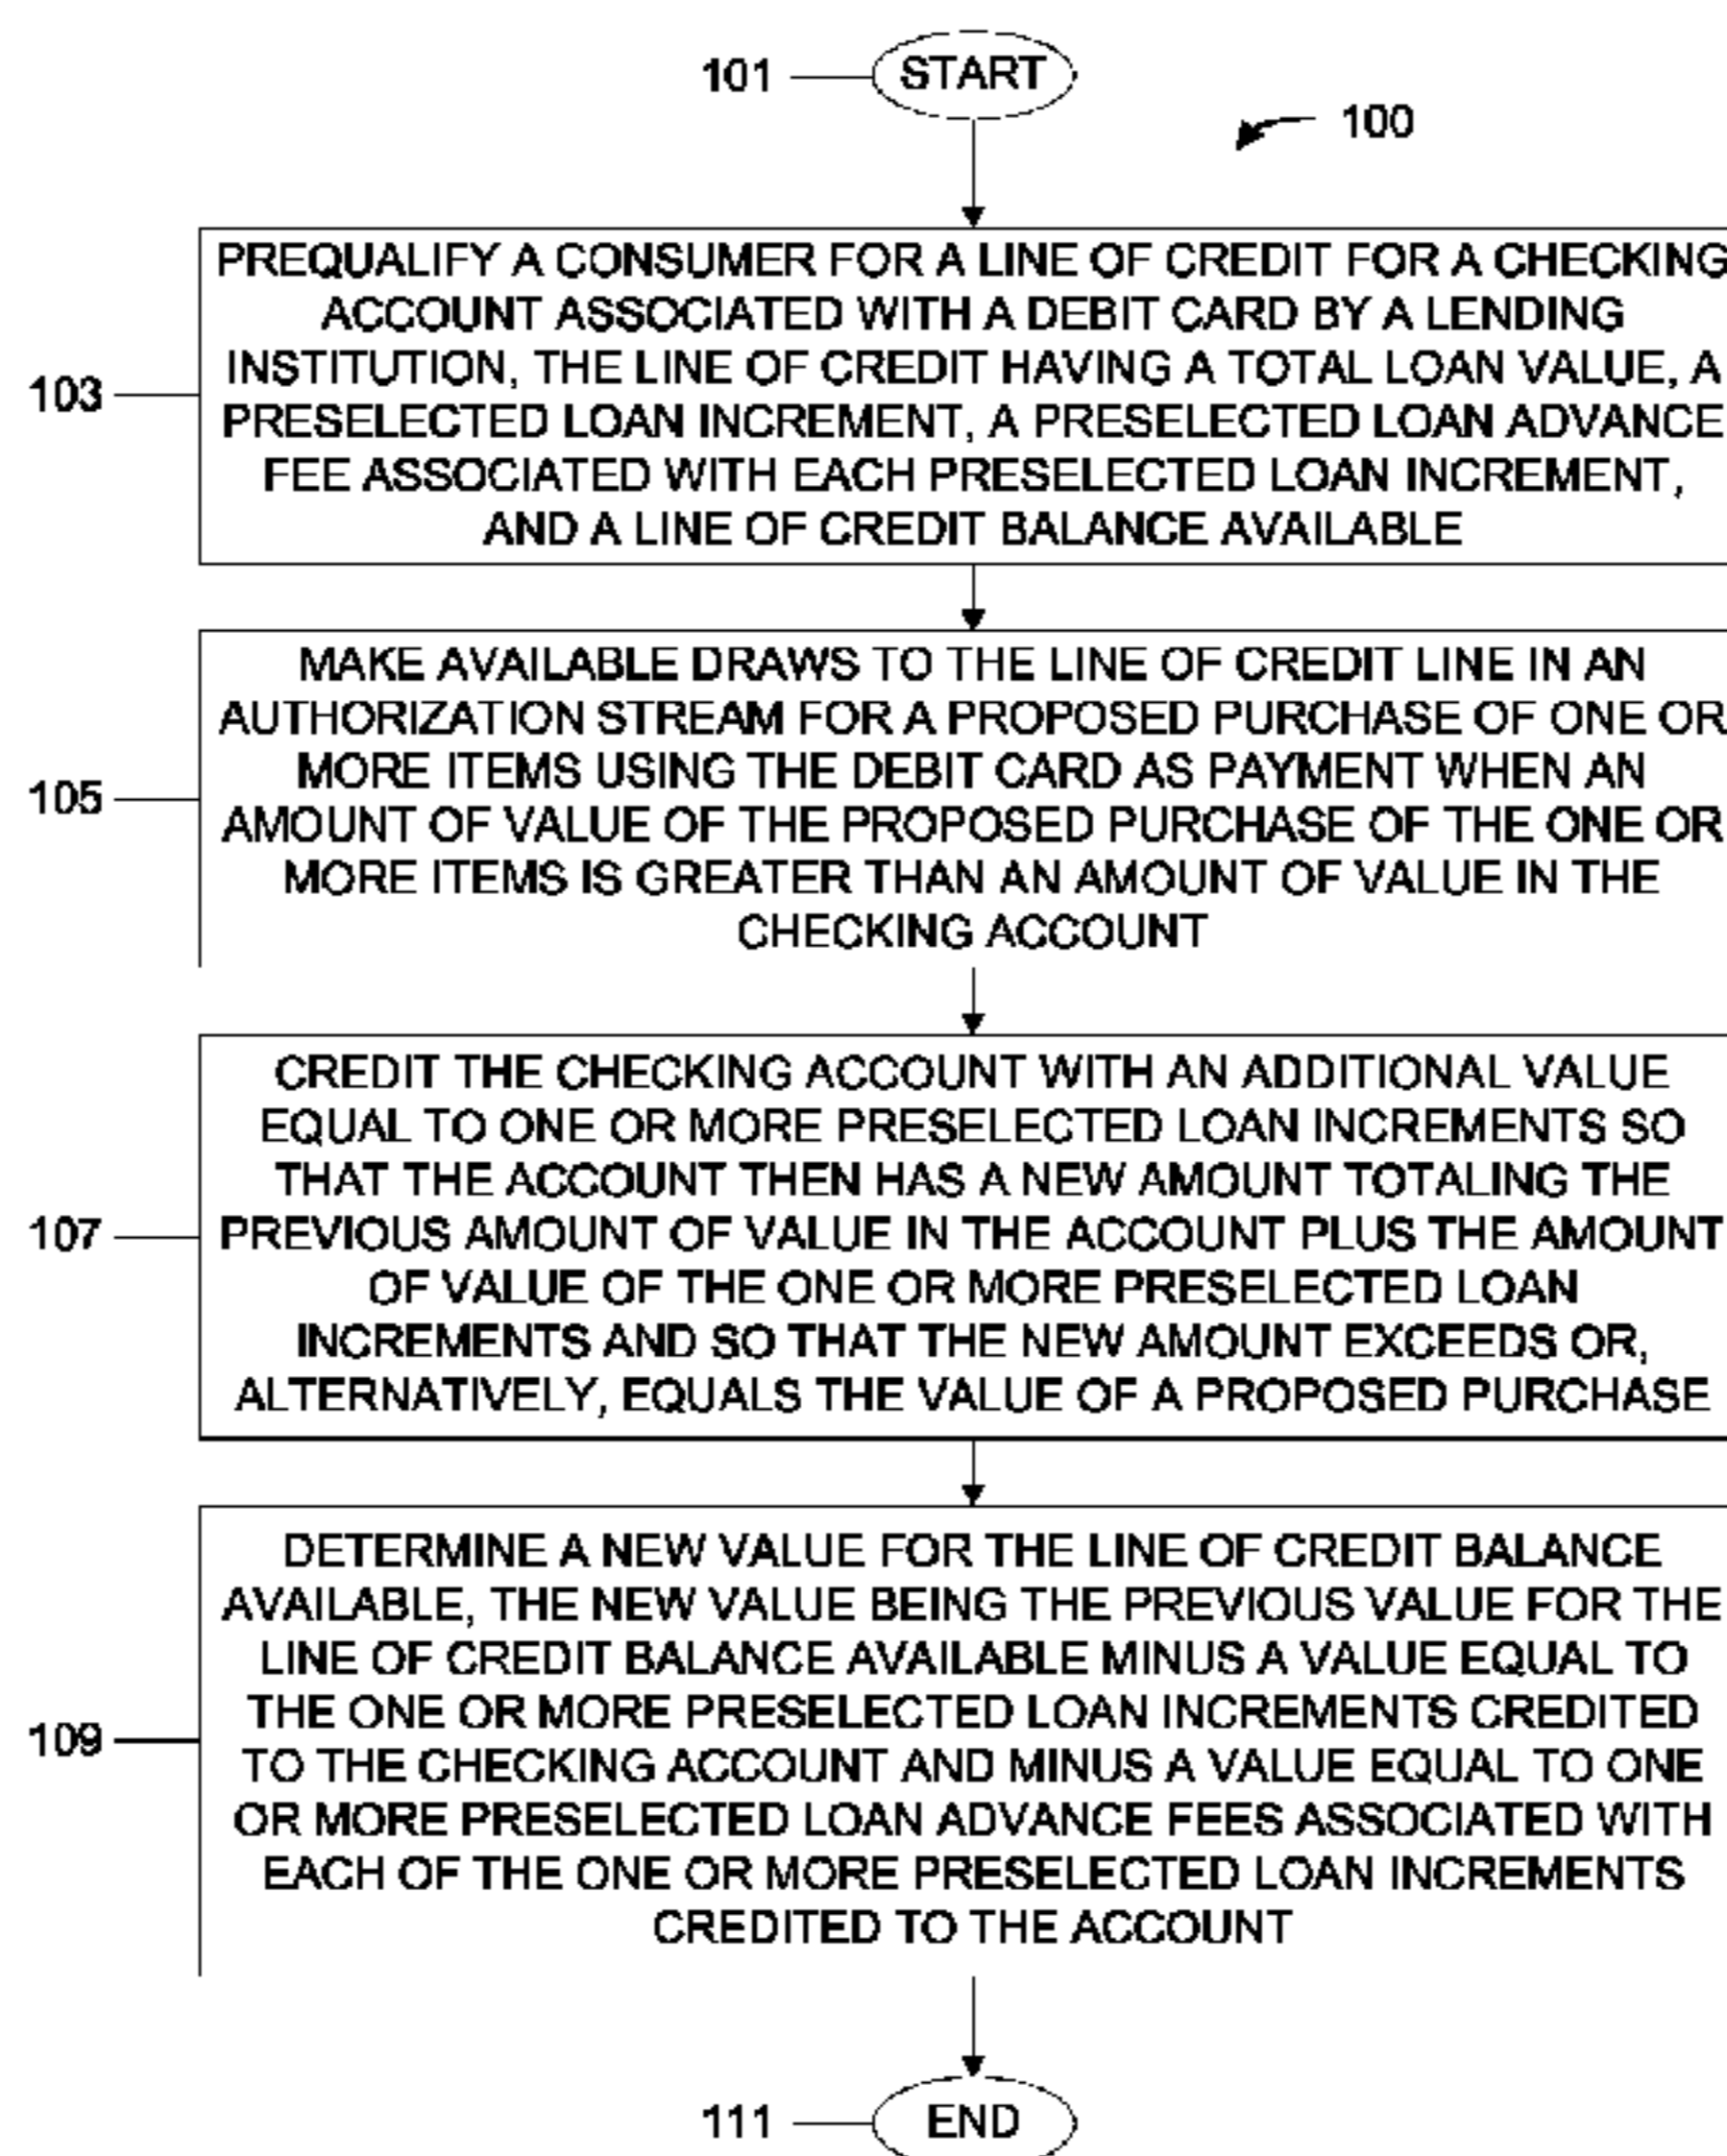 101
START
100
PREQUALIFY A CONSUMER FOR A LINE OF CREDIT FOR A CHECKING
ACCOUNT ASSOCIATED WITH A DEBIT CARD BY A LENDING
INSTITUTION, THE LINE OF CREDIT HAVING A TOTAL LOAN VALUE, A
PRESELECTED LOAN INCREMENT, A PRESELECTED LOAN ADVANCE
FEE ASSOCIATED WITH EACH PRESELECTED LOAN INCREMENT,
AND A LINE OF CREDIT BALANCE AVAILABLE
103
MAKE AVAILABLE DRAWS TO THE LINE OF CREDIT LINE IN AN
AUTHORIZATION STREAM FOR A PROPOSED PURCHASE OF ONE OR
MORE ITEMS USING THE DEBIT CARD AS PAYMENT WHEN AN
AMOUNT OF VALUE OF THE PROPOSED PURCHASE OF THE ONE OR
MORE ITEMS IS GREATER THAN AN AMOUNT OF VALUE IN THE
CHECKING ACCOUNT
105
CREDIT THE CHECKING ACCOUNT WITH AN ADDITIONAL VALUE
EQUAL TO ONE OR MORE PRESELECTED LOAN INCREMENTS SO
THAT THE ACCOUNT THEN HAS A NEW AMOUNT TOTALING THE
PREVIOUS AMOUNT OF VALUE IN THE ACCOUNT PLUS THE AMOUNT
OF VALUE OF THE ONE OR MORE PRESELECTED LOAN
INCREMENTS AND SO THAT THE NEW AMOUNT EXCEEDS OR,
ALTERNATIVELY, EQUALS THE VALUE OF A PROPOSED PURCHASE
107
DETERMINE A NEW VALUE FOR THE LINE OF CREDIT BALANCE
AVAILABLE, THE NEW VALUE BEING THE PREVIOUS VALUE FOR THE
LINE OF CREDIT BALANCE AVAILABLE MINUS A VALUE EQUAL TO
THE ONE OR MORE PRESELECTED LOAN INCREMENTS CREDITED
TO THE CHECKING ACCOUNT AND MINUS A VALUE EQUAL TO ONE
OR MORE PRESELECTED LOAN ADVANCE FEES ASSOCIATED WITH
EACH OF THE ONE OR MORE PRESELECTED LOAN INCREMENTS
CREDITED TO THE ACCOUNT
109
111
END